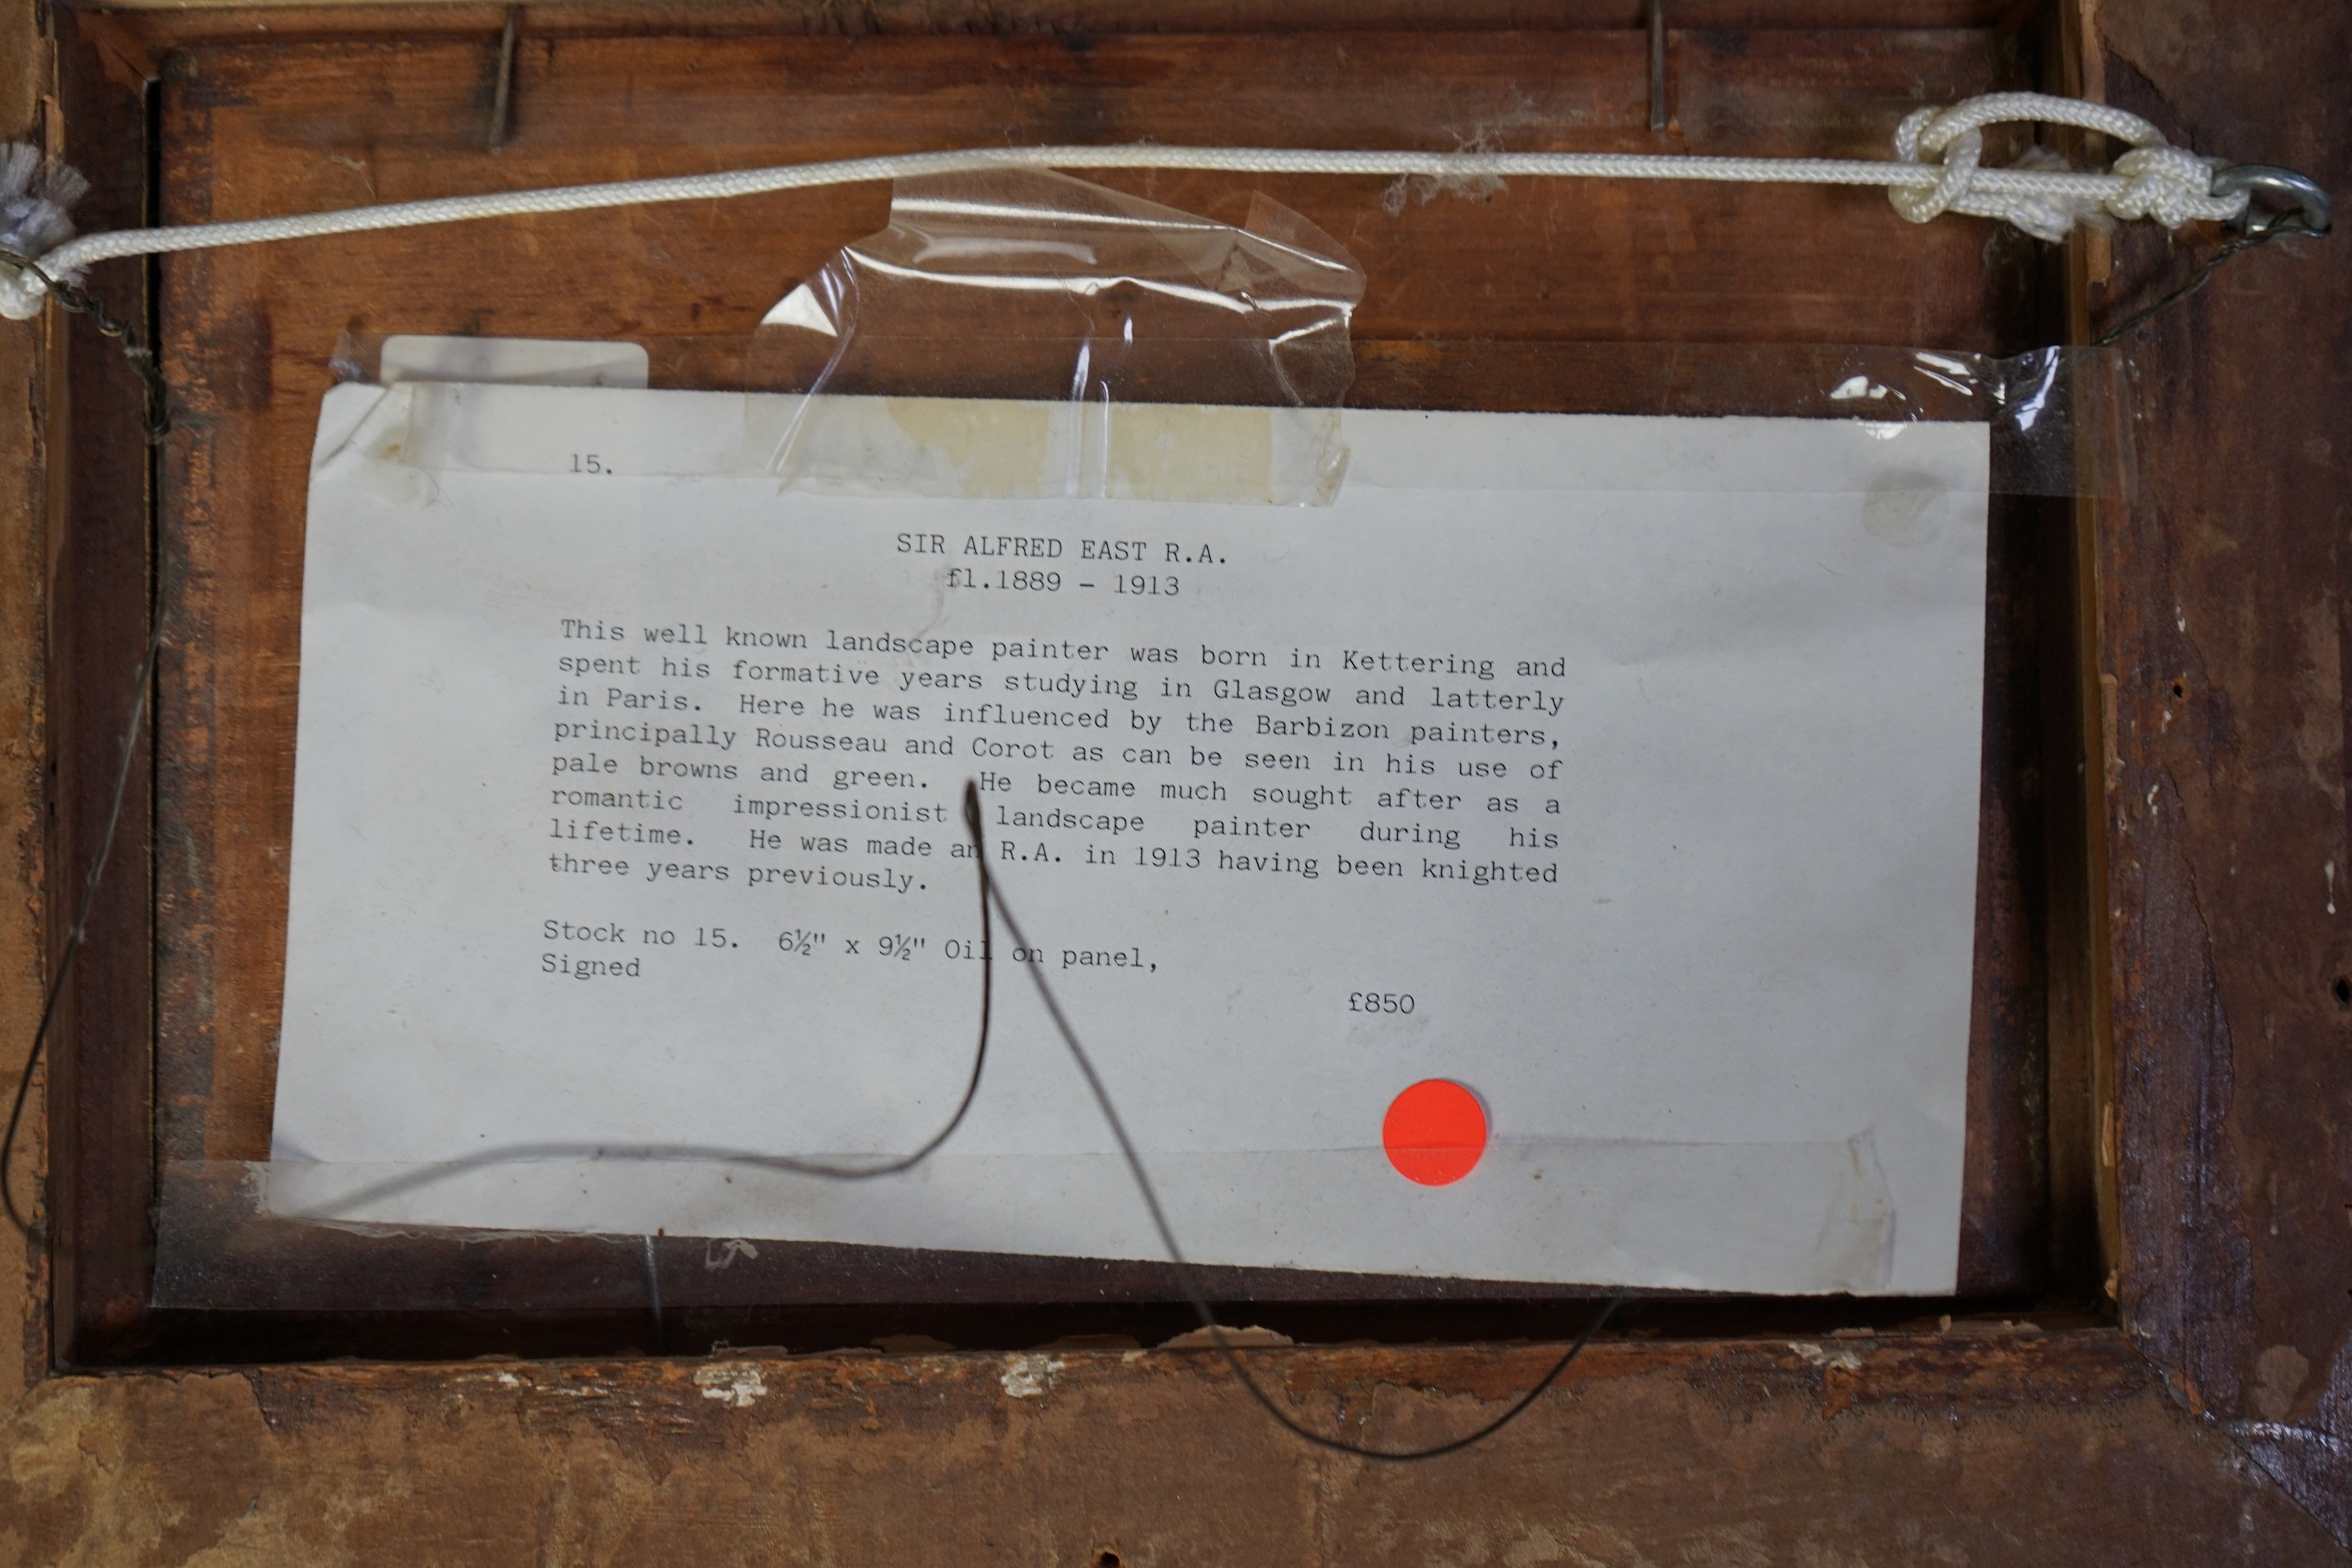 15.
SIR ALFRED EAST R.A.
fl.1889 - 1913
This well known landscape painter was born in Kettering and
spent his formative years studying in Glasgow and latterly
in Paris. Here he was influenced by the Barbizon painters,
principally Rousseau and Corot as can be seen in his use of
pale browns and green. He became much sought after as a
romantic impressionist landscape painter during his
lifetime. He was made an R.A. in 1913 having been knighted
three years previously.
Stock no 15. 6½" x 9½" Oil on panel,
Signed
£850